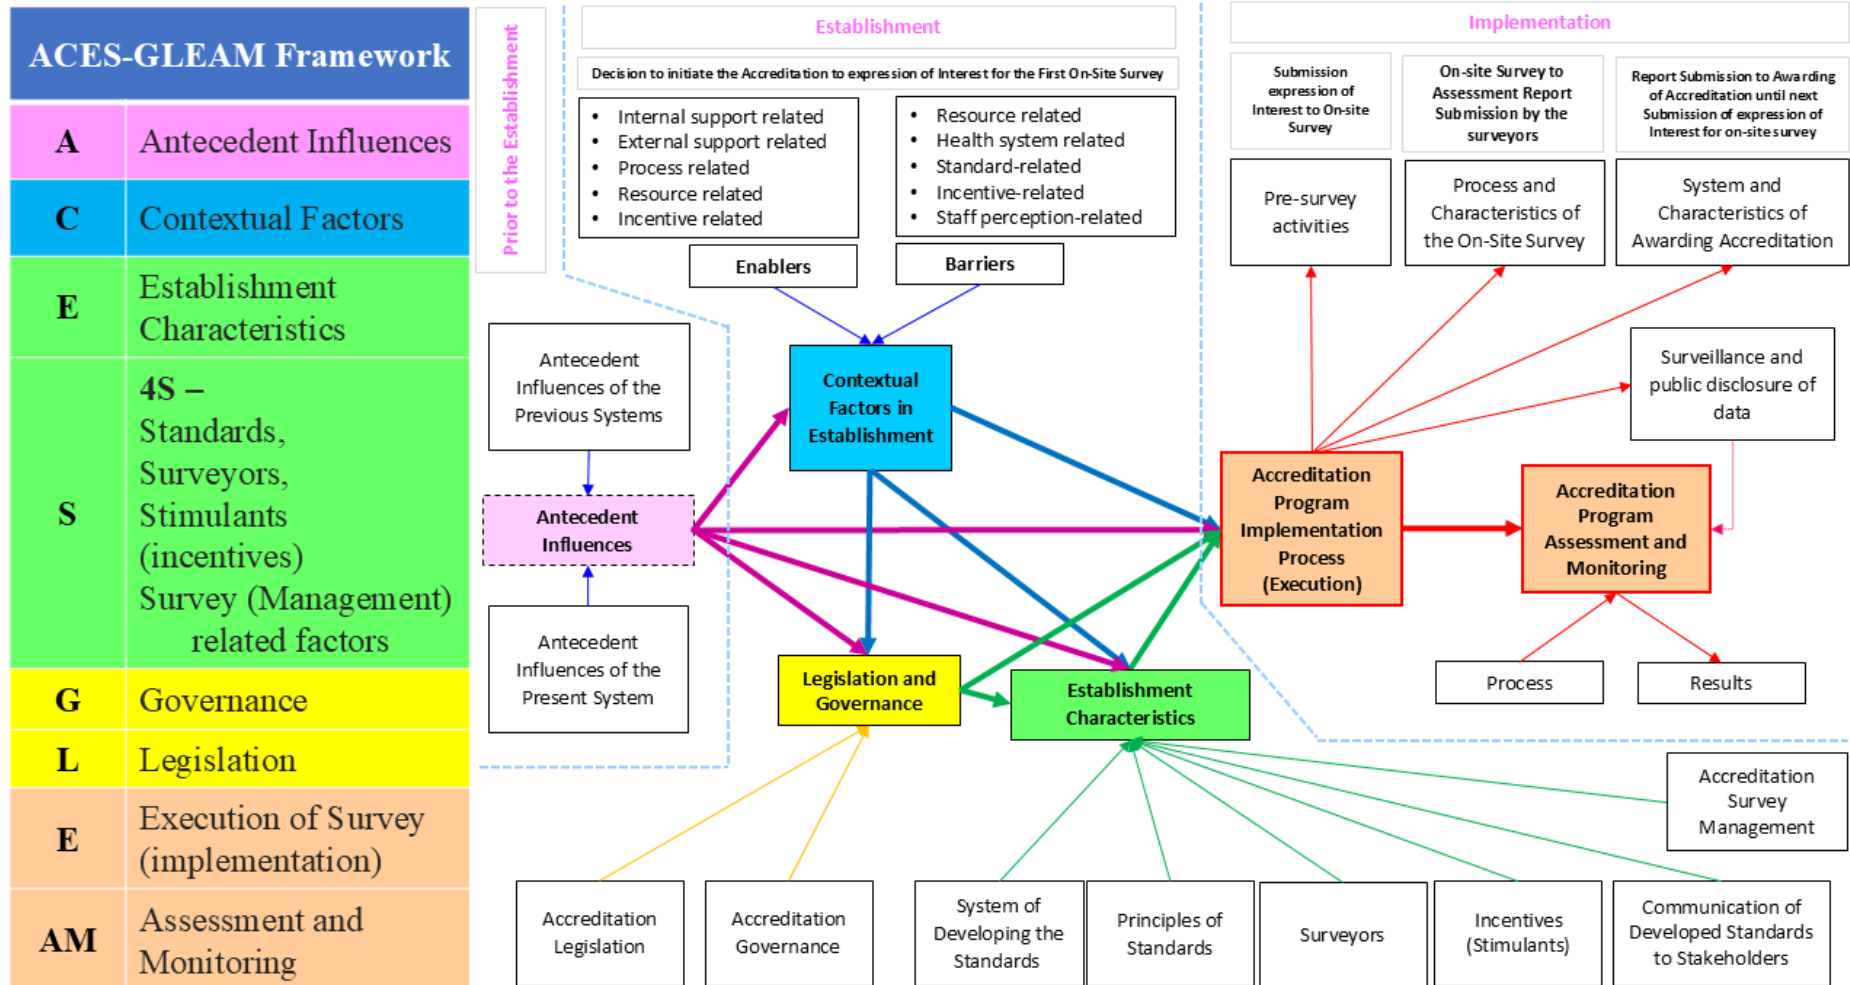 ACES-GLEAM Framework
A
Antecedent Influences
C
Contextual Factors
E
Establishment
Characteristics
S
4S –
Standards,
Surveyors,
Stimulants
(incentives)
Survey (Management)
related factors
G
Governance
L
Legislation
E
Execution of Survey
(implementation)
AM
Assessment and
Monitoring
Prior to the Establishment
Establishment
Decision to initiate the Accreditation to expression of Interest for the First On-Site Survey
• Internal support related
• External support related
• Process related
• Resource related
• Incentive related
• Resource related
• Health system related
• Standard-related
• Incentive-related
• Staff perception-related
Enablers
Barriers
Implementation
Submission
expression of
Interest to On-site
Survey
On-site Survey to
Assessment Report
Submission by the
surveyors
Report Submission to Awarding
of Accreditation until next
Submission of expression of
Interest for on-site survey
Pre-survey
activities
Process and
Characteristics of
the On-Site Survey
System and
Characteristics of
Awarding Accreditation
Surveillance and
public disclosure of
data
Antecedent
Influences of the
Previous Systems
Antecedent
Influences
Antecedent
Influences of the
Present System
Contextual
Factors in
Establishment
Accreditation
Program
Implementation
Process
(Execution)
Accreditation
Program
Assessment and
Monitoring
Process
Results
Legislation and
Governance
Establishment
Characteristics
Accreditation
Survey
Management
Accreditation
Legislation
Accreditation
Governance
System of
Developing the
Standards
Principles of
Standards
Surveyors
Incentives
(Stimulants)
Communication of
Developed Standards
to Stakeholders